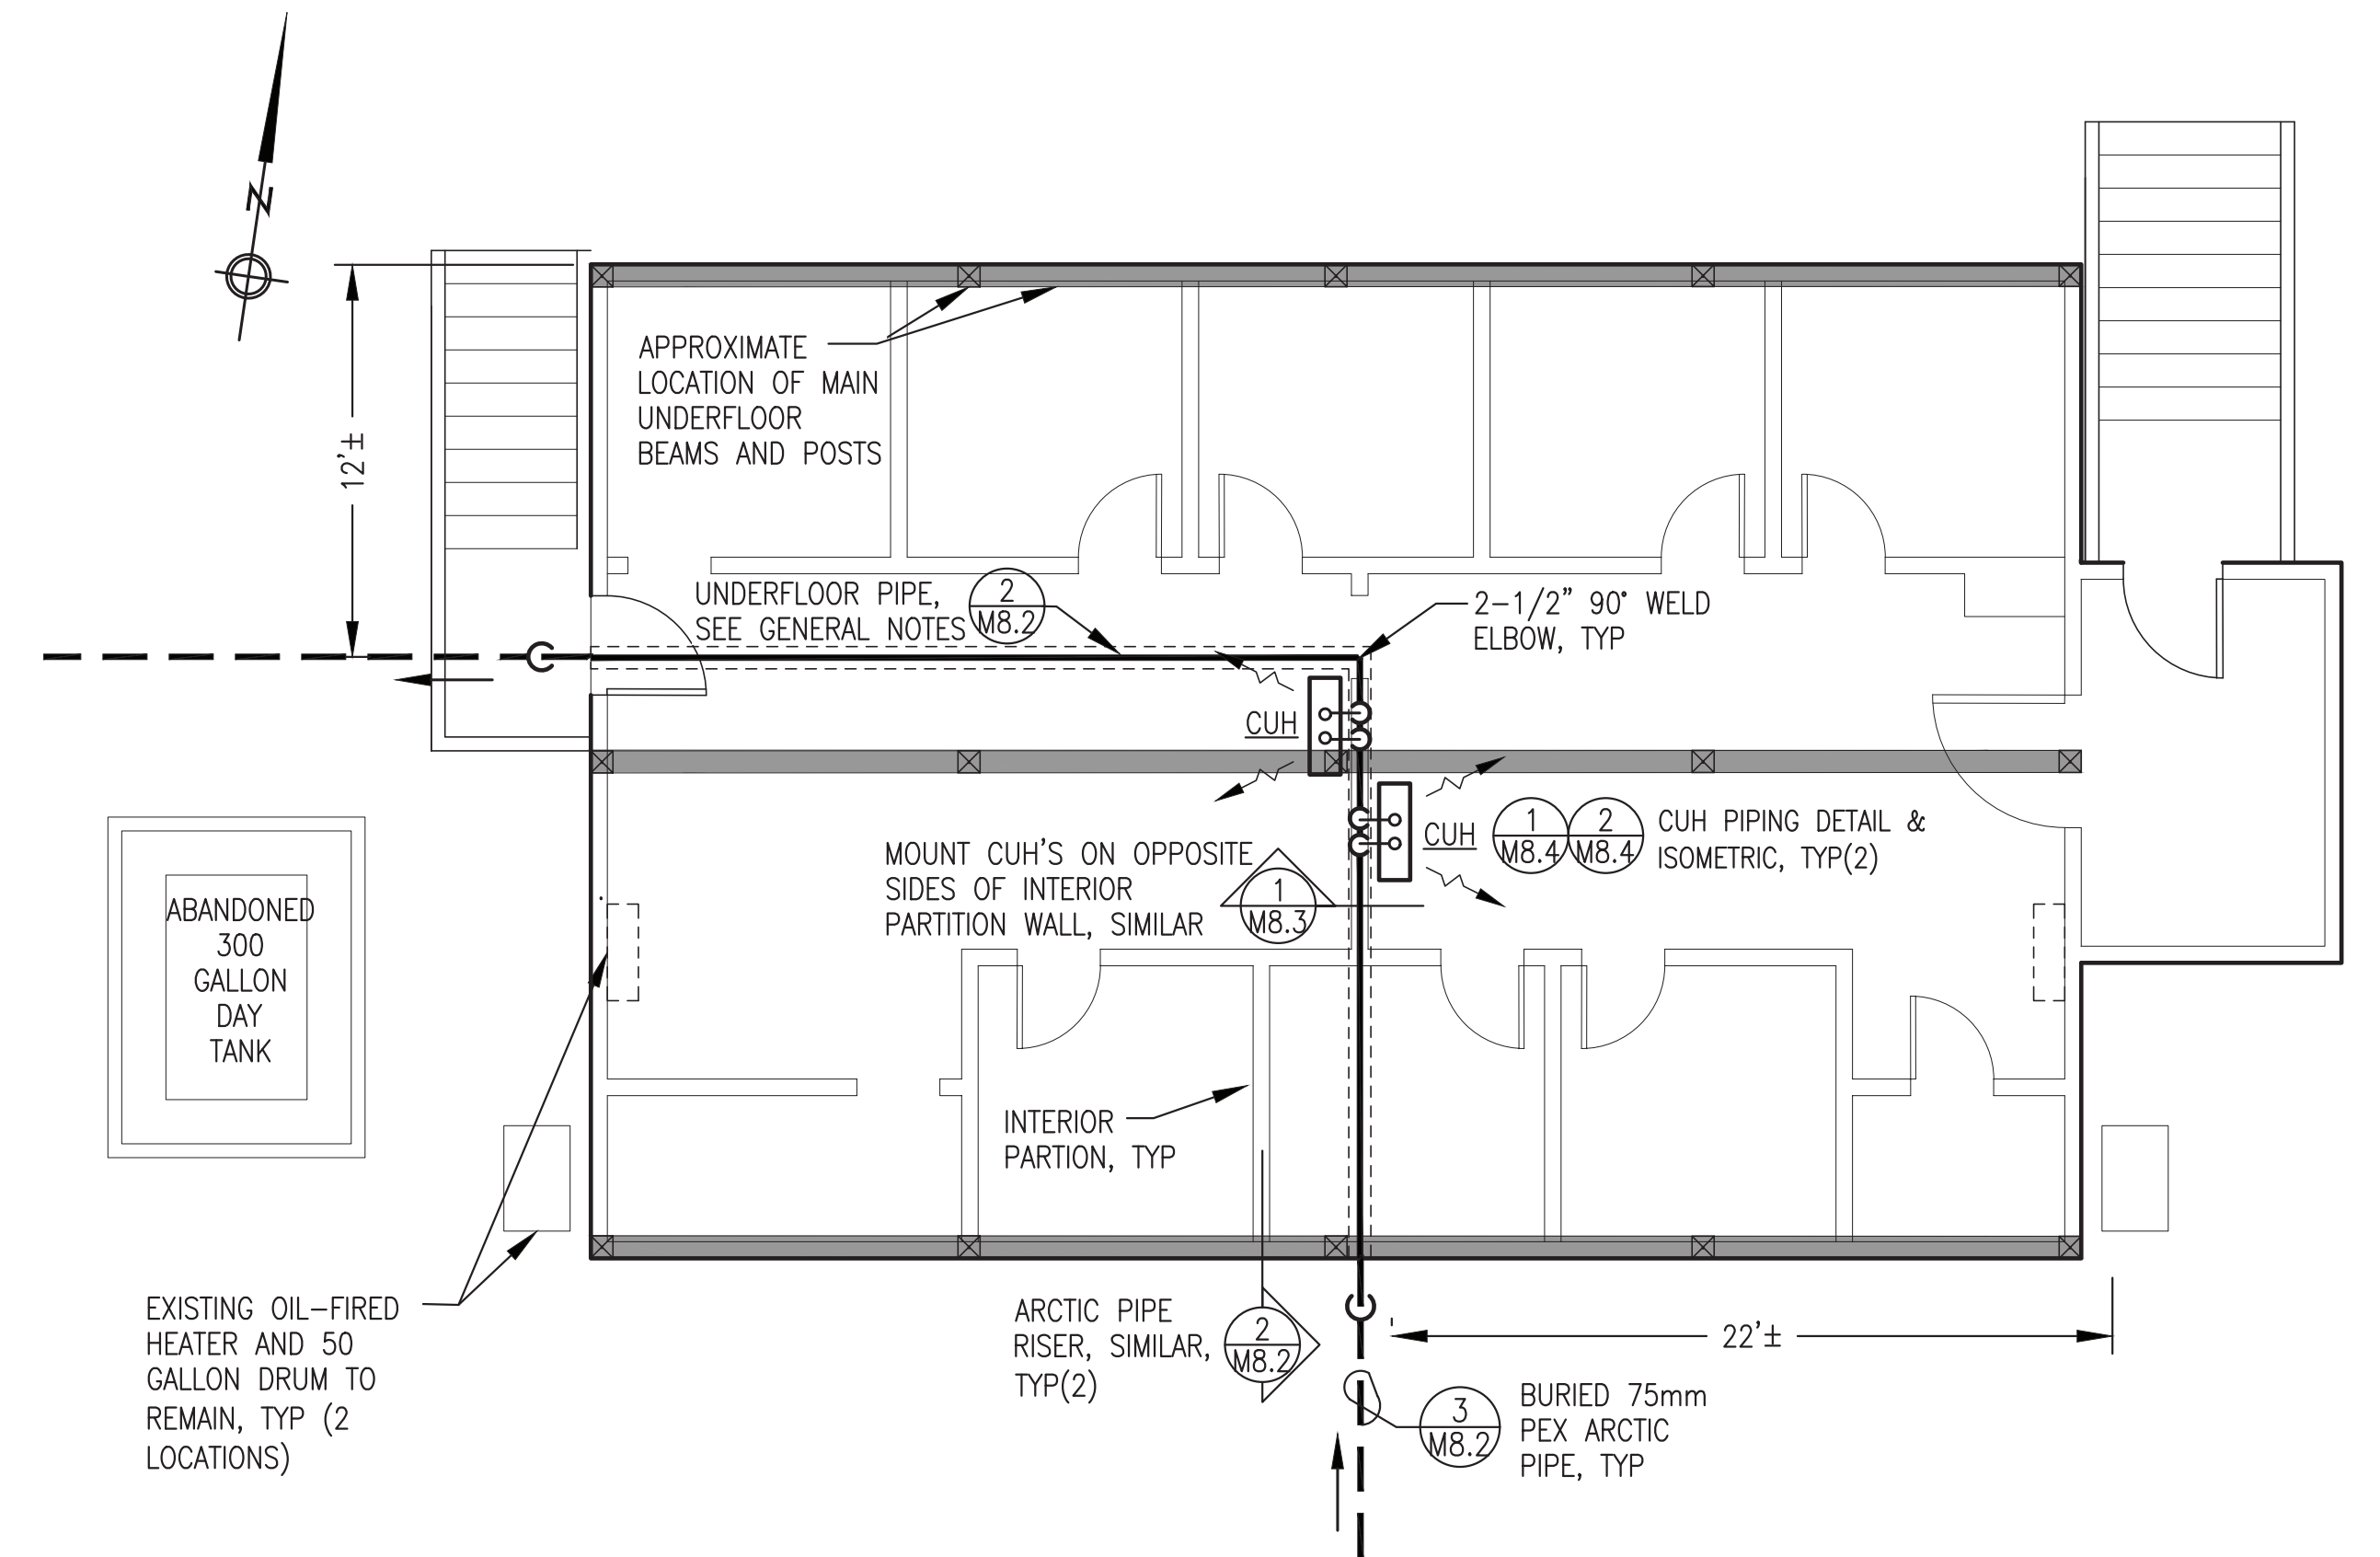 N
12'±
APPROXIMATE
LOCATION OF MAIN
UNDERFLOOR
BEAMS AND POSTS
UNDERFLOOR PIPE,
SEE GENERAL NOTES
2
M8.2
2-1/2" 90° WELD
ELBOW, TYP
CUH
CUH
1
M8.4
2
M8.4
CUH PIPING DETAIL &
ISOMETRIC, TYP(2)
MOUNT CUH'S ON OPPOSITE
SIDES OF INTERIOR
PARTITION WALL, SIMILAR
1
M8.3
ABANDONED
300
GALLON
DAY
TANK
INTERIOR
PARTION, TYP
EXISTING OIL-FIRED
HEATER AND 50
GALLON DRUM TO
REMAIN, TYP (2
LOCATIONS)
ARCTIC PIPE
RISER, SIMILAR,
TYP(2)
2
M8.2
22'±
3
M8.2
BURIED 75mm
PEX ARCTIC
PIPE, TYP